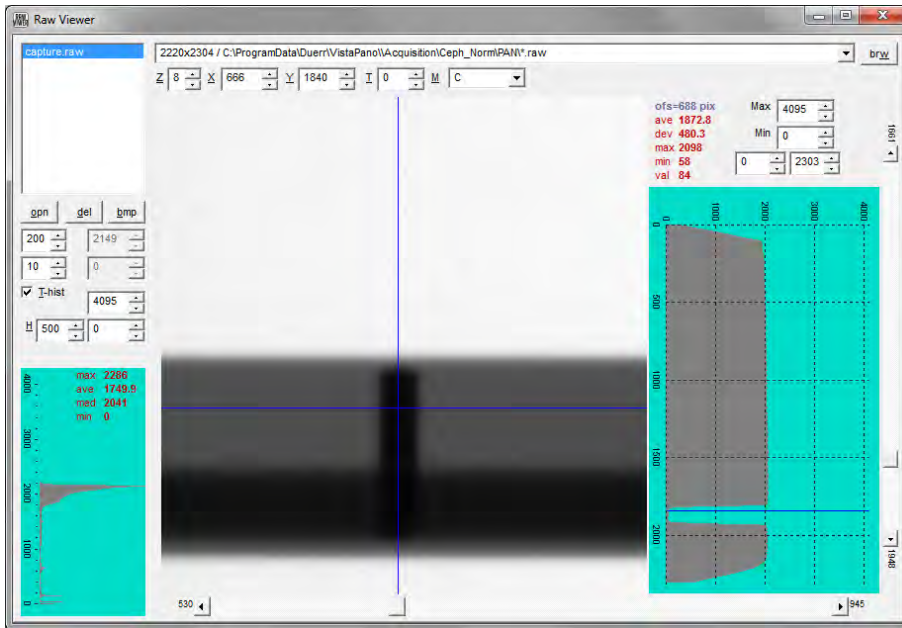 Raw Viewer
capture.raw
2220x2304 / C:\ProgramData\Duerr\VistaPano\\Acquisition\Ceph_Norm\PAN\*.raw
brw
Z 8 X 666 Y 1840 T 0 M C
ofs=688 pix
ave 1872.8
dev 480.3
max 2098
min 58
val 84
Max 4095
Min 0
0 2303
1661
opn del bmp
200 2149
10 0
T-hist
4095
H 500 0
max 2286
ave 1749.9
med 2041
min 0
4000
3000
2000
1000
0
0 1000 2000 3000 4000
0
500
1000
1500
2000
1948
530
945